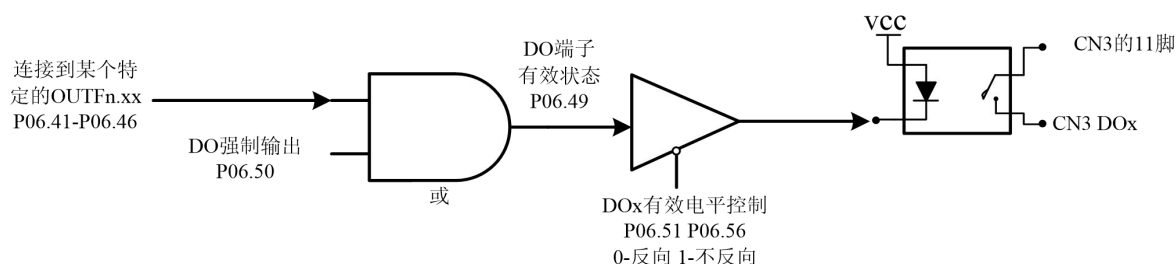 连接到某个特
定的OUTFn.xx
P06.41-P06.46
DO强制输出
P06.50
或
DO端子
有效状态
P06.49
DOx有效电平控制
P06.51 P06.56
0-反向 1-不反向
VCC
CN3的11脚
CN3 DOx